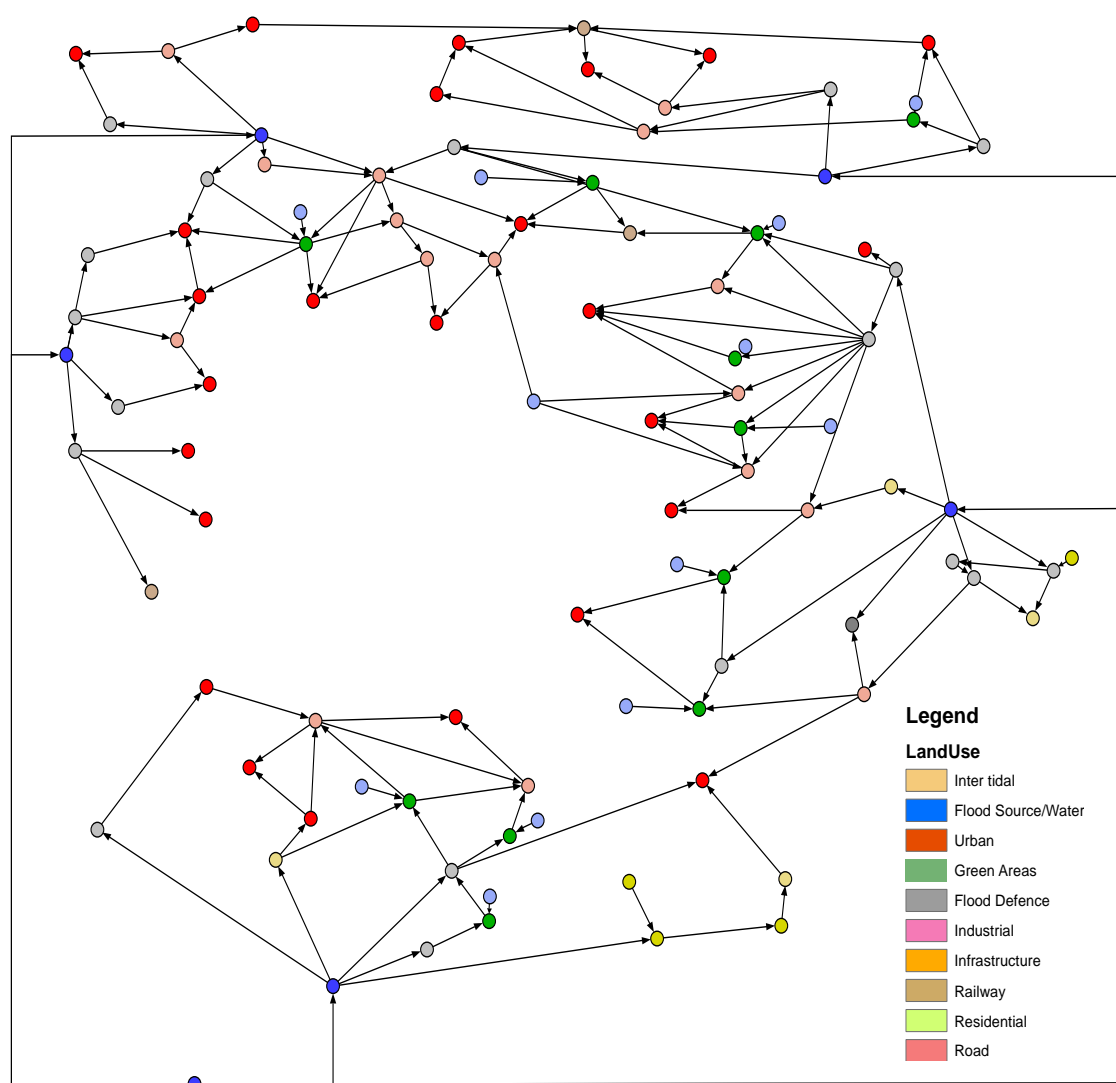 Legend
LandUse
Inter tidal
Flood Source/Water
Urban
Green Areas
Flood Defence
Industrial
Infrastructure
Railway
Residential
Road